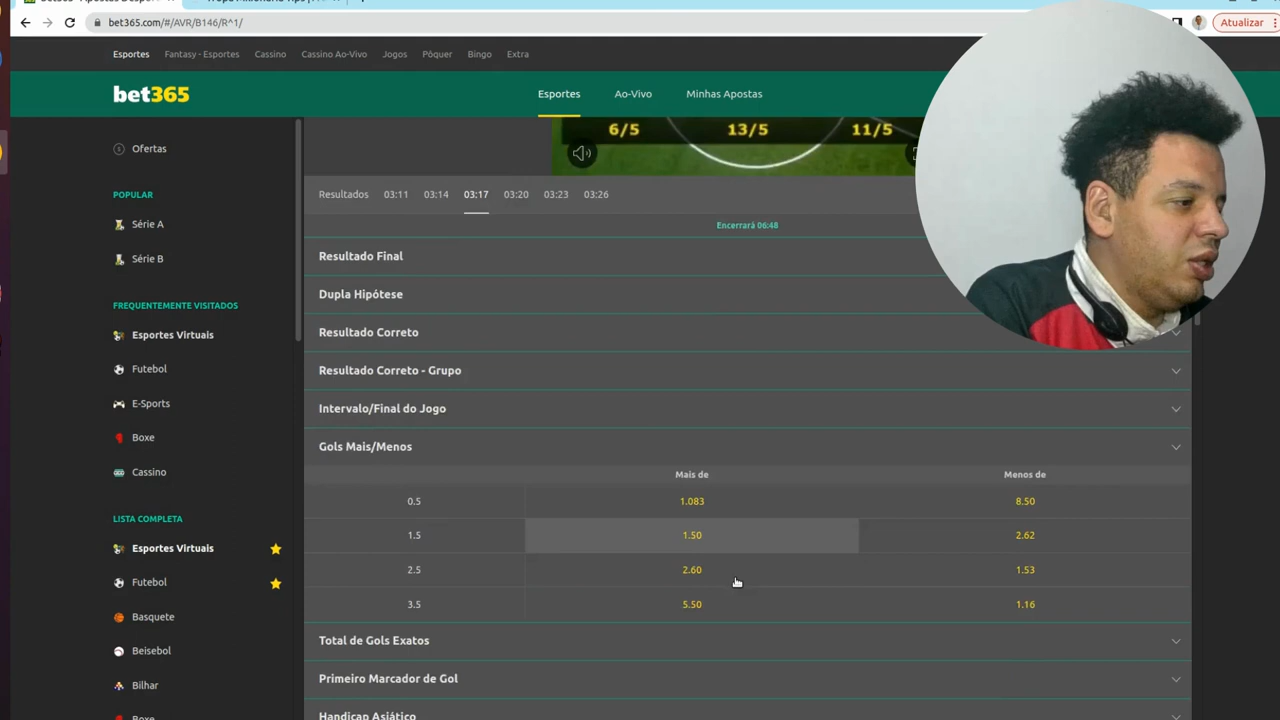 bet365.com/#/AVR/B146/R^1/
Atualizar
Esportes Fantasy - Esportes Cassino Cassino Ao-Vivo Jogos Pôquer Bingo Extra
bet365
Esportes Ao-Vivo Minhas Apostas
Ofertas
POPULAR
Série A
Série B
FREQUENTEMENTE VISITADOS
Esportes Virtuais
Futebol
E-Sports
Boxe
Cassino
LISTA COMPLETA
Esportes Virtuais
Futebol
Basquete
Beisebol
Bilhar
Boxe
6/5 13/5 11/5
Resultados 03:11 03:14 03:17 03:20 03:23 03:26
Encerrará 06:48
Resultado Final
Dupla Hipótese
Resultado Correto
Resultado Correto - Grupo
Intervalo/Final do Jogo
Gols Mais/Menos
Mais de Menos de
0.5 1.083 8.50
1.5 1.50 2.62
2.5 2.60 1.53
3.5 5.50 1.16
Total de Gols Exatos
Primeiro Marcador de Gol
Handicap Asiático